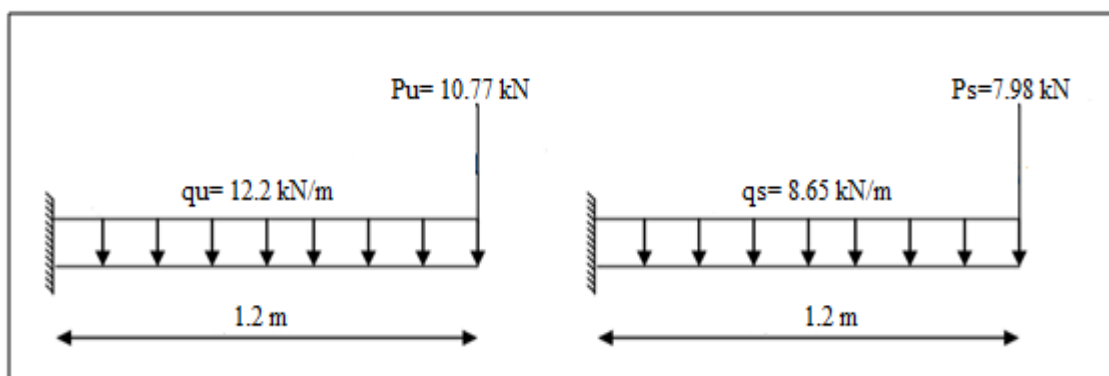 Pu= 10.77 kN
Ps=7.98 kN
qu= 12.2 kN/m
qs= 8.65 kN/m
1.2 m
1.2 m